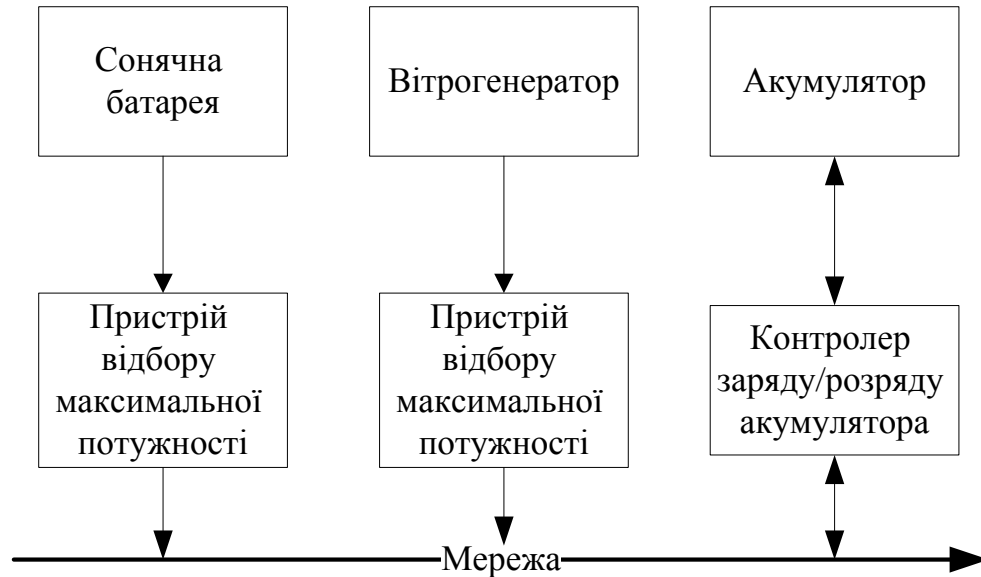 Сонячна
батарея
Вітрогенератор
Акумулятор
Пристрій
відбору
максимальної
потужності
Пристрій
відбору
максимальної
потужності
Контролер
заряду/розряду
акумулятора
Мережа